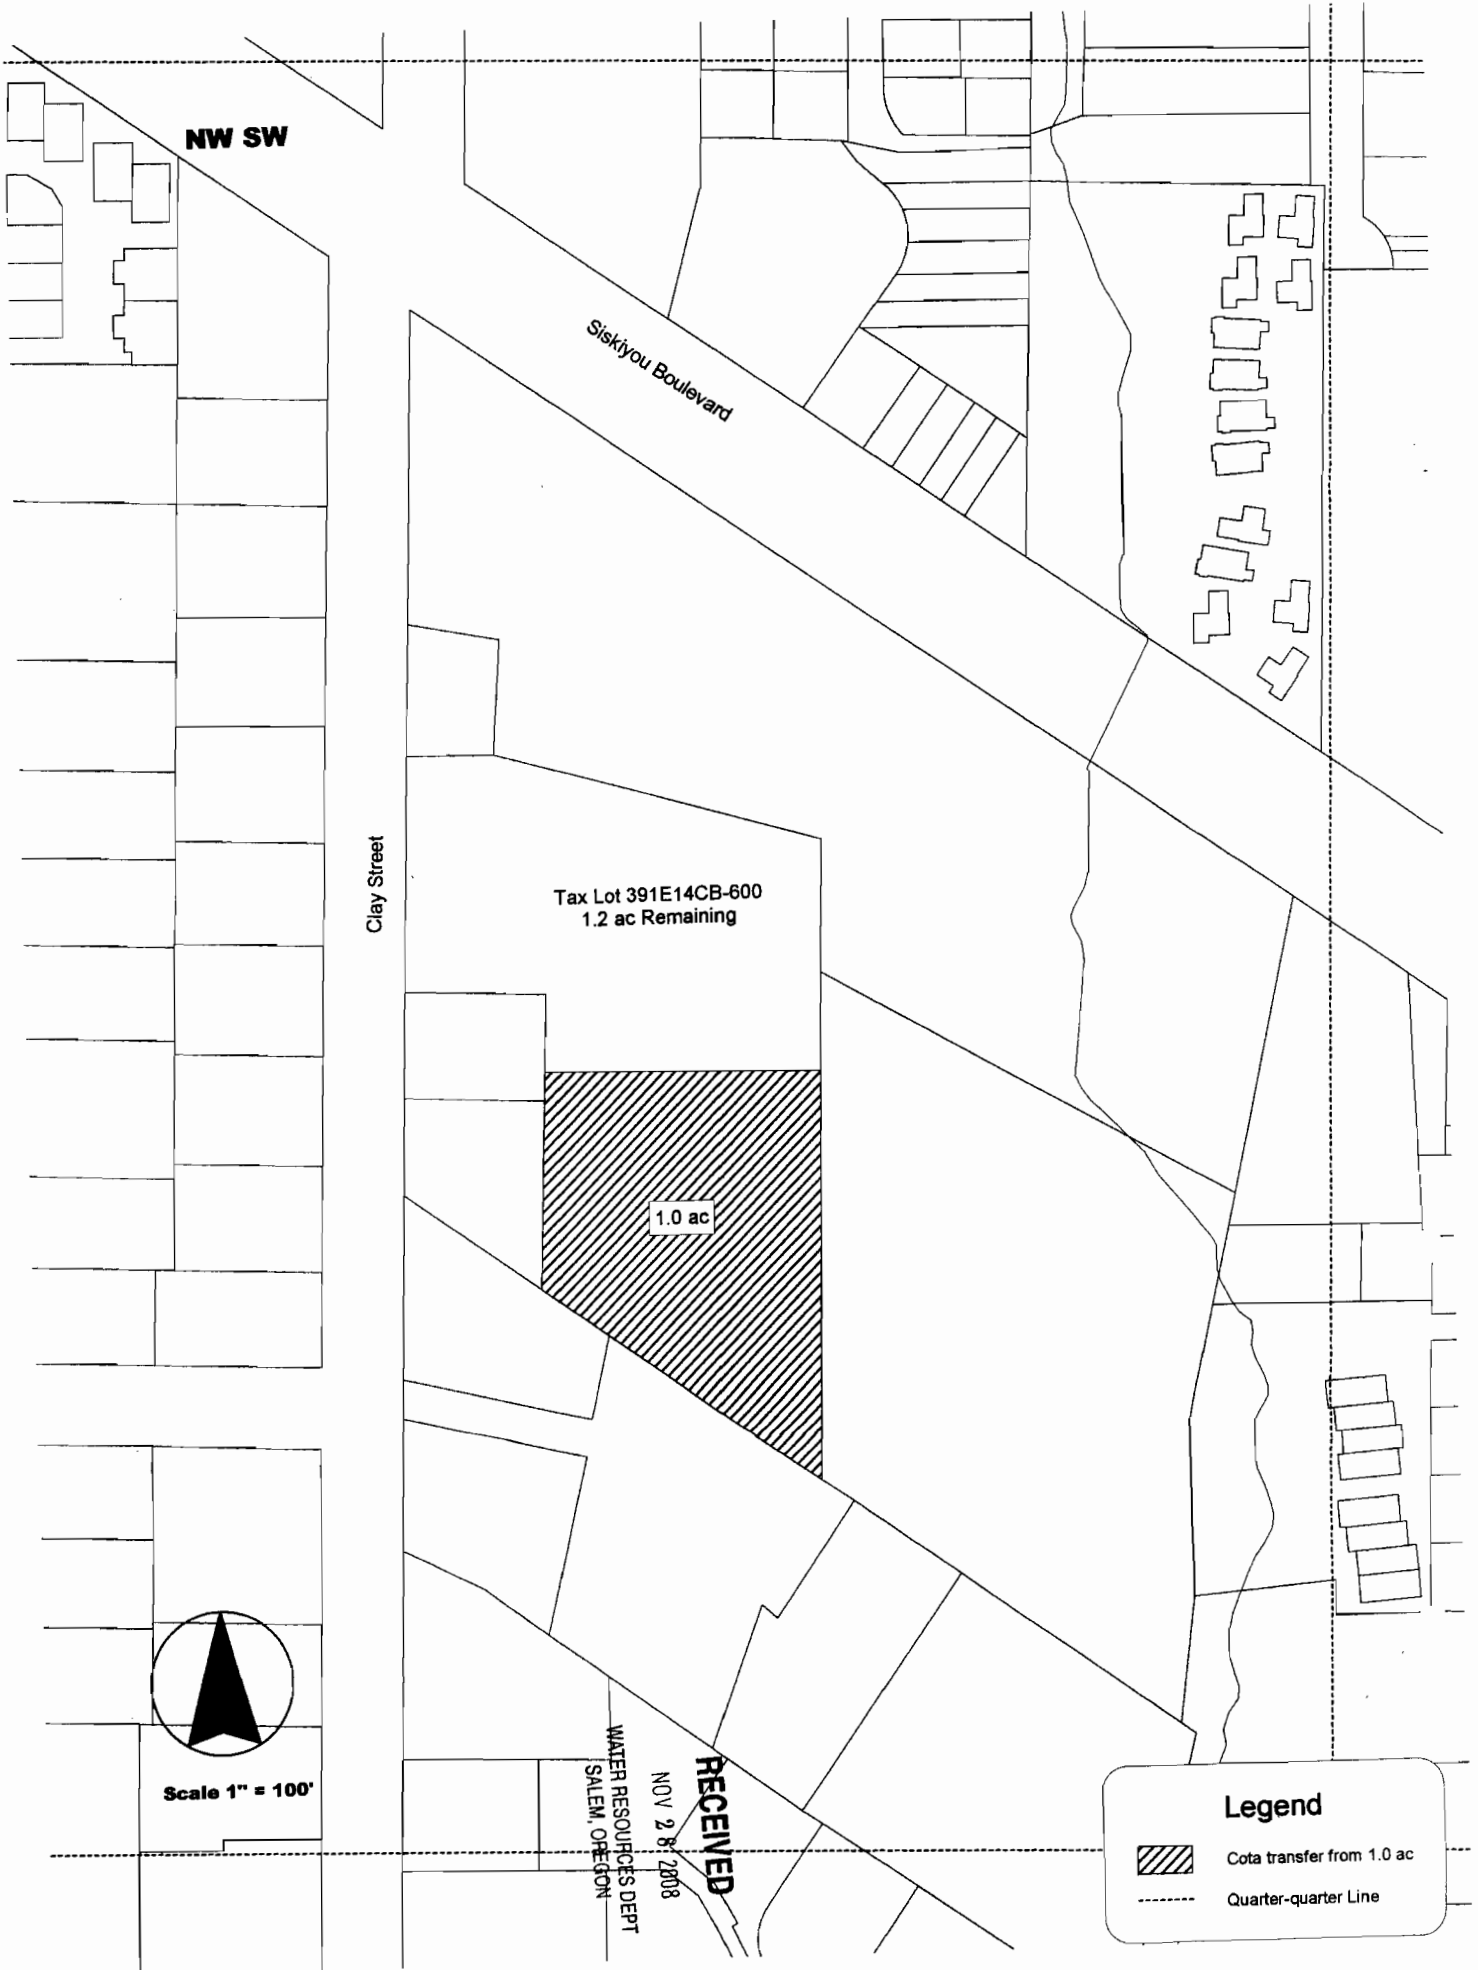 NW SW
Siskiyou Boulevard
Clay Street
Tax Lot 391E14CB-600
1.2 ac Remaining
1.0 ac
Scale 1" = 100'
RECEIVED
NOV 28 2008
WATER RESOURCES DEPT
SALEM, OREGON
Legend
Cota transfer from 1.0 ac
Quarter-quarter Line